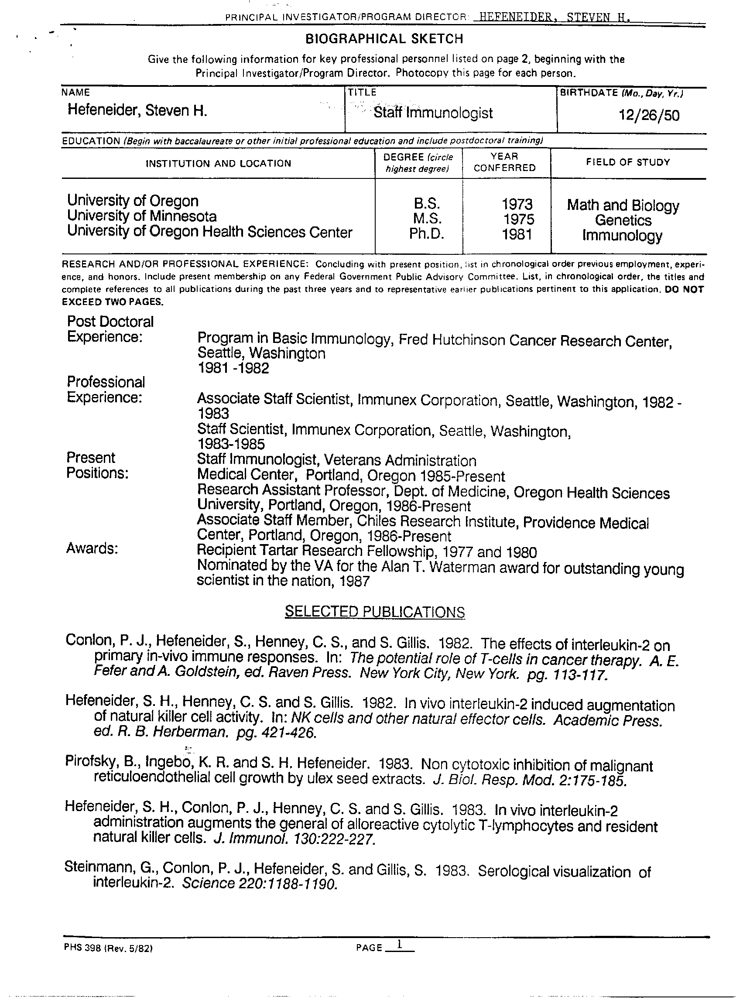 PRINCIPAL INVESTIGATOR/PROGRAM DIRECTOR: HEFENEIDER, STEVEN H.
BIOGRAPHICAL SKETCH
Give the following information for key professional personnel listed on page 2, beginning with the
Principal Investigator/Program Director. Photocopy this page for each person.
NAME TITLE BIRTHDATE (Mo., Day, Yr.)
Hefeneider, Steven H. Staff Immunologist 12/26/50
EDUCATION (Begin with baccalaureate or other initial professional education and include postdoctoral training)
INSTITUTION AND LOCATION DEGREE (circle highest degree) YEAR CONFERRED FIELD OF STUDY
University of Oregon B.S. 1973 Math and Biology
University of Minnesota M.S. 1975 Genetics
University of Oregon Health Sciences Center Ph.D. 1981 Immunology
RESEARCH AND/OR PROFESSIONAL EXPERIENCE: Concluding with present position, list in chronological order previous employment, experi-
ence, and honors. Include present membership on any Federal Government Public Advisory Committee. List, in chronological order, the titles and
complete references to all publications during the past three years and to representative earlier publications pertinent to this application. DO NOT
EXCEED TWO PAGES.
Post Doctoral
Experience: Program in Basic Immunology, Fred Hutchinson Cancer Research Center,
Seattle, Washington
1981 -1982
Professional
Experience: Associate Staff Scientist, Immunex Corporation, Seattle, Washington, 1982 -
1983
Staff Scientist, Immunex Corporation, Seattle, Washington,
1983-1985
Present Staff Immunologist, Veterans Administration
Positions: Medical Center, Portland, Oregon 1985-Present
Research Assistant Professor, Dept. of Medicine, Oregon Health Sciences
University, Portland, Oregon, 1986-Present
Associate Staff Member, Chiles Research Institute, Providence Medical
Center, Portland, Oregon, 1986-Present
Awards: Recipient Tartar Research Fellowship, 1977 and 1980
Nominated by the VA for the Alan T. Waterman award for outstanding young
scientist in the nation, 1987
SELECTED PUBLICATIONS
Conlon, P. J., Hefeneider, S., Henney, C. S., and S. Gillis. 1982. The effects of interleukin-2 on
primary in-vivo immune responses. In: The potential role of T-cells in cancer therapy. A. E.
Fefer and A. Goldstein, ed. Raven Press. New York City, New York. pg. 113-117.
Hefeneider, S. H., Henney, C. S. and S. Gillis. 1982. In vivo interleukin-2 induced augmentation
of natural killer cell activity. In: NK cells and other natural effector cells. Academic Press.
ed. R. B. Herberman. pg. 421-426.
Pirofsky, B., Ingebo, K. R. and S. H. Hefeneider. 1983. Non cytotoxic inhibition of malignant
reticuloendothelial cell growth by ulex seed extracts. J. Biol. Resp. Mod. 2:175-185.
Hefeneider, S. H., Conlon, P. J., Henney, C. S. and S. Gillis. 1983. In vivo interleukin-2
administration augments the general of alloreactive cytolytic T-lymphocytes and resident
natural killer cells. J. Immunol. 130:222-227.
Steinmann, G., Conlon, P. J., Hefeneider, S. and Gillis, S. 1983. Serological visualization of
interleukin-2. Science 220:1188-1190.
PHS 398 (Rev. 5/82) PAGE 1